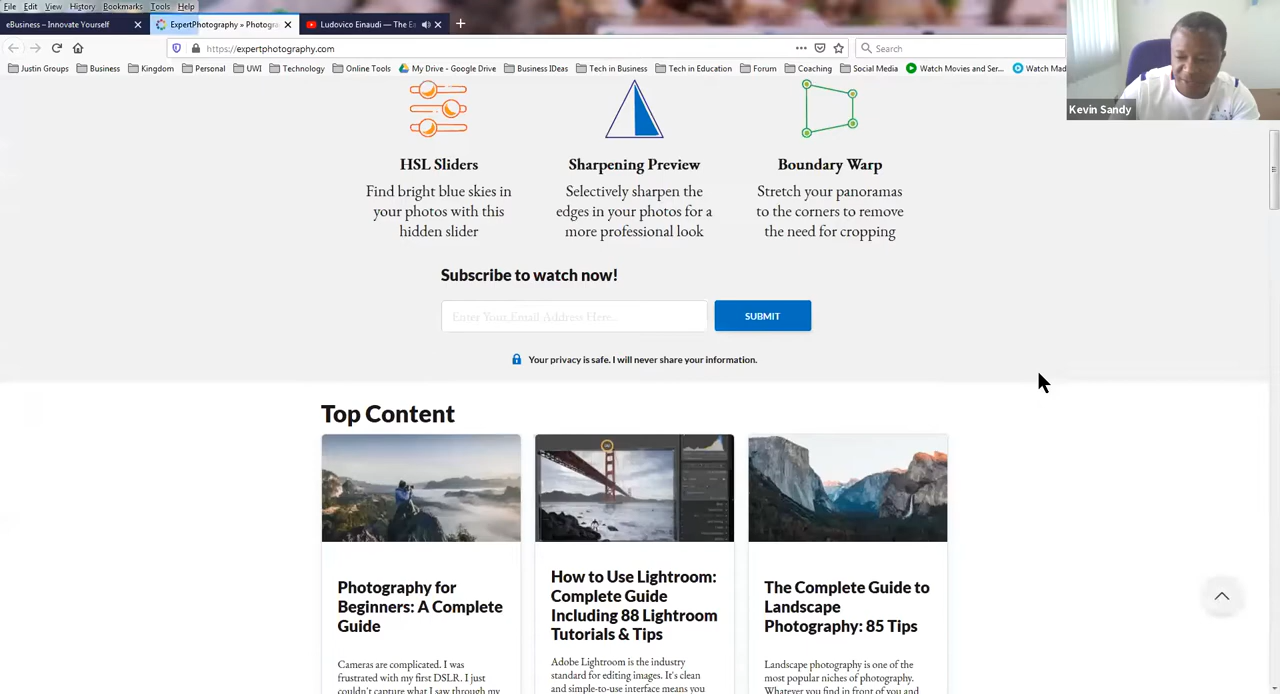 File Edit View History Bookmarks Tools Help
eBusiness – Innovate Yourself
ExpertPhotography » Photogra
Ludovico Einaudi — The Ea
https://expertphotography.com
Search
Justin Groups Business Kingdom Personal UWI Technology Online Tools My Drive - Google Drive Business IDeas Tech in Business Tech in Education Forum Coaching Social Media Watch Movies and Ser... Watch Mad
Kevin Sandy
HSL Sliders
Find bright blue skies in
your photos with this
hidden slider
Sharpening Preview
Selectively sharpen the
edges in your photos for a
more professional look
Boundary Warp
Stretch your panoramas
to the corners to remove
the need for cropping
Subscribe to watch now!
Enter Your Email Address Here...
SUBMIT
Your privacy is safe. I will never share your information.
Top Content
Photography for
Beginners: A Complete
Guide
Cameras are complicated. I was
frustrated with my first DSLR. I just
couldn't capture what I saw through my
How to Use Lightroom:
Complete Guide
Including 88 Lightroom
Tutorials & Tips
Adobe Lightroom is the industry
standard for editing images. It's clean
and simple-to-use interface means you
The Complete Guide to
Landscape
Photography: 85 Tips
Landscape photography is one of the
most popular niches of photography.
Whatever you find in front of you and